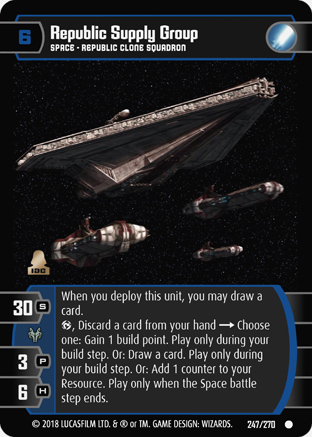 6
Republic Supply Group
SPACE - REPUBLIC CLONE SQUADRON
IDC
30 S
3 P
6 H
When you deploy this unit, you may draw a
card.
, Discard a card from your hand → Choose
one: Gain 1 build point. Play only during your
build step. Or: Draw a card. Play only during
your build step. Or: Add 1 counter to your
Resource. Play only when the Space battle
step ends.
© 2018 LUCASFILM LTD. & ® or TM. GAME DESIGN: WIZARDS. 247/270